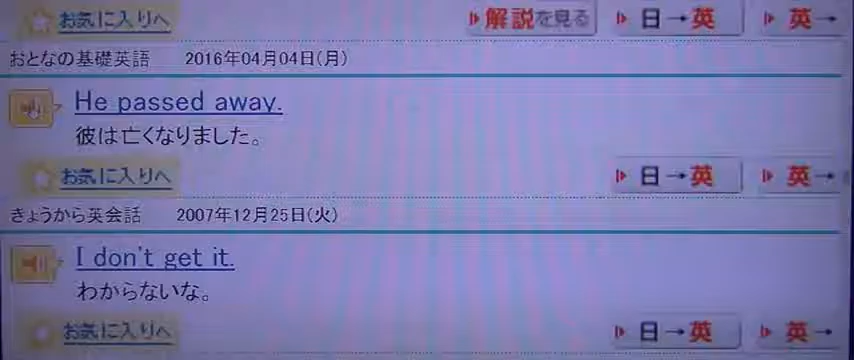 お気に入りへ 解説を見る 日→英 英→
おとなの基礎英語 2016年04月04日(月)
He passed away.
彼は亡くなりました。
お気に入りへ 日→英 英→
きょうから英会話 2007年12月25日(火)
I don't get it.
わからないな。
お気に入りへ 日→英 英→